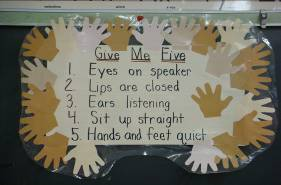 Give Me Five
1. Eyes on speaker
2. Lips are closed
3. Ears listening
4. Sit up straight
5. Hands and feet quiet